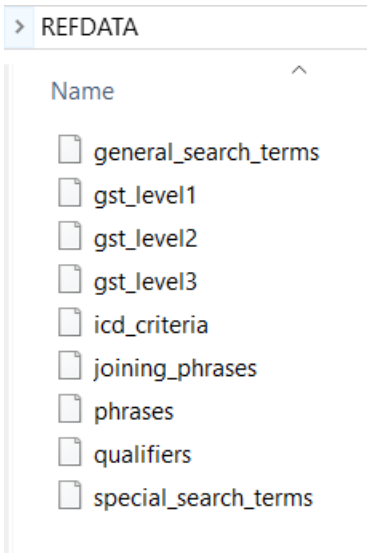 REFDATA
Name
general_search_terms
gst_level1
gst_level2
gst_level3
icd_criteria
joining_phrases
phrases
qualifiers
special_search_terms